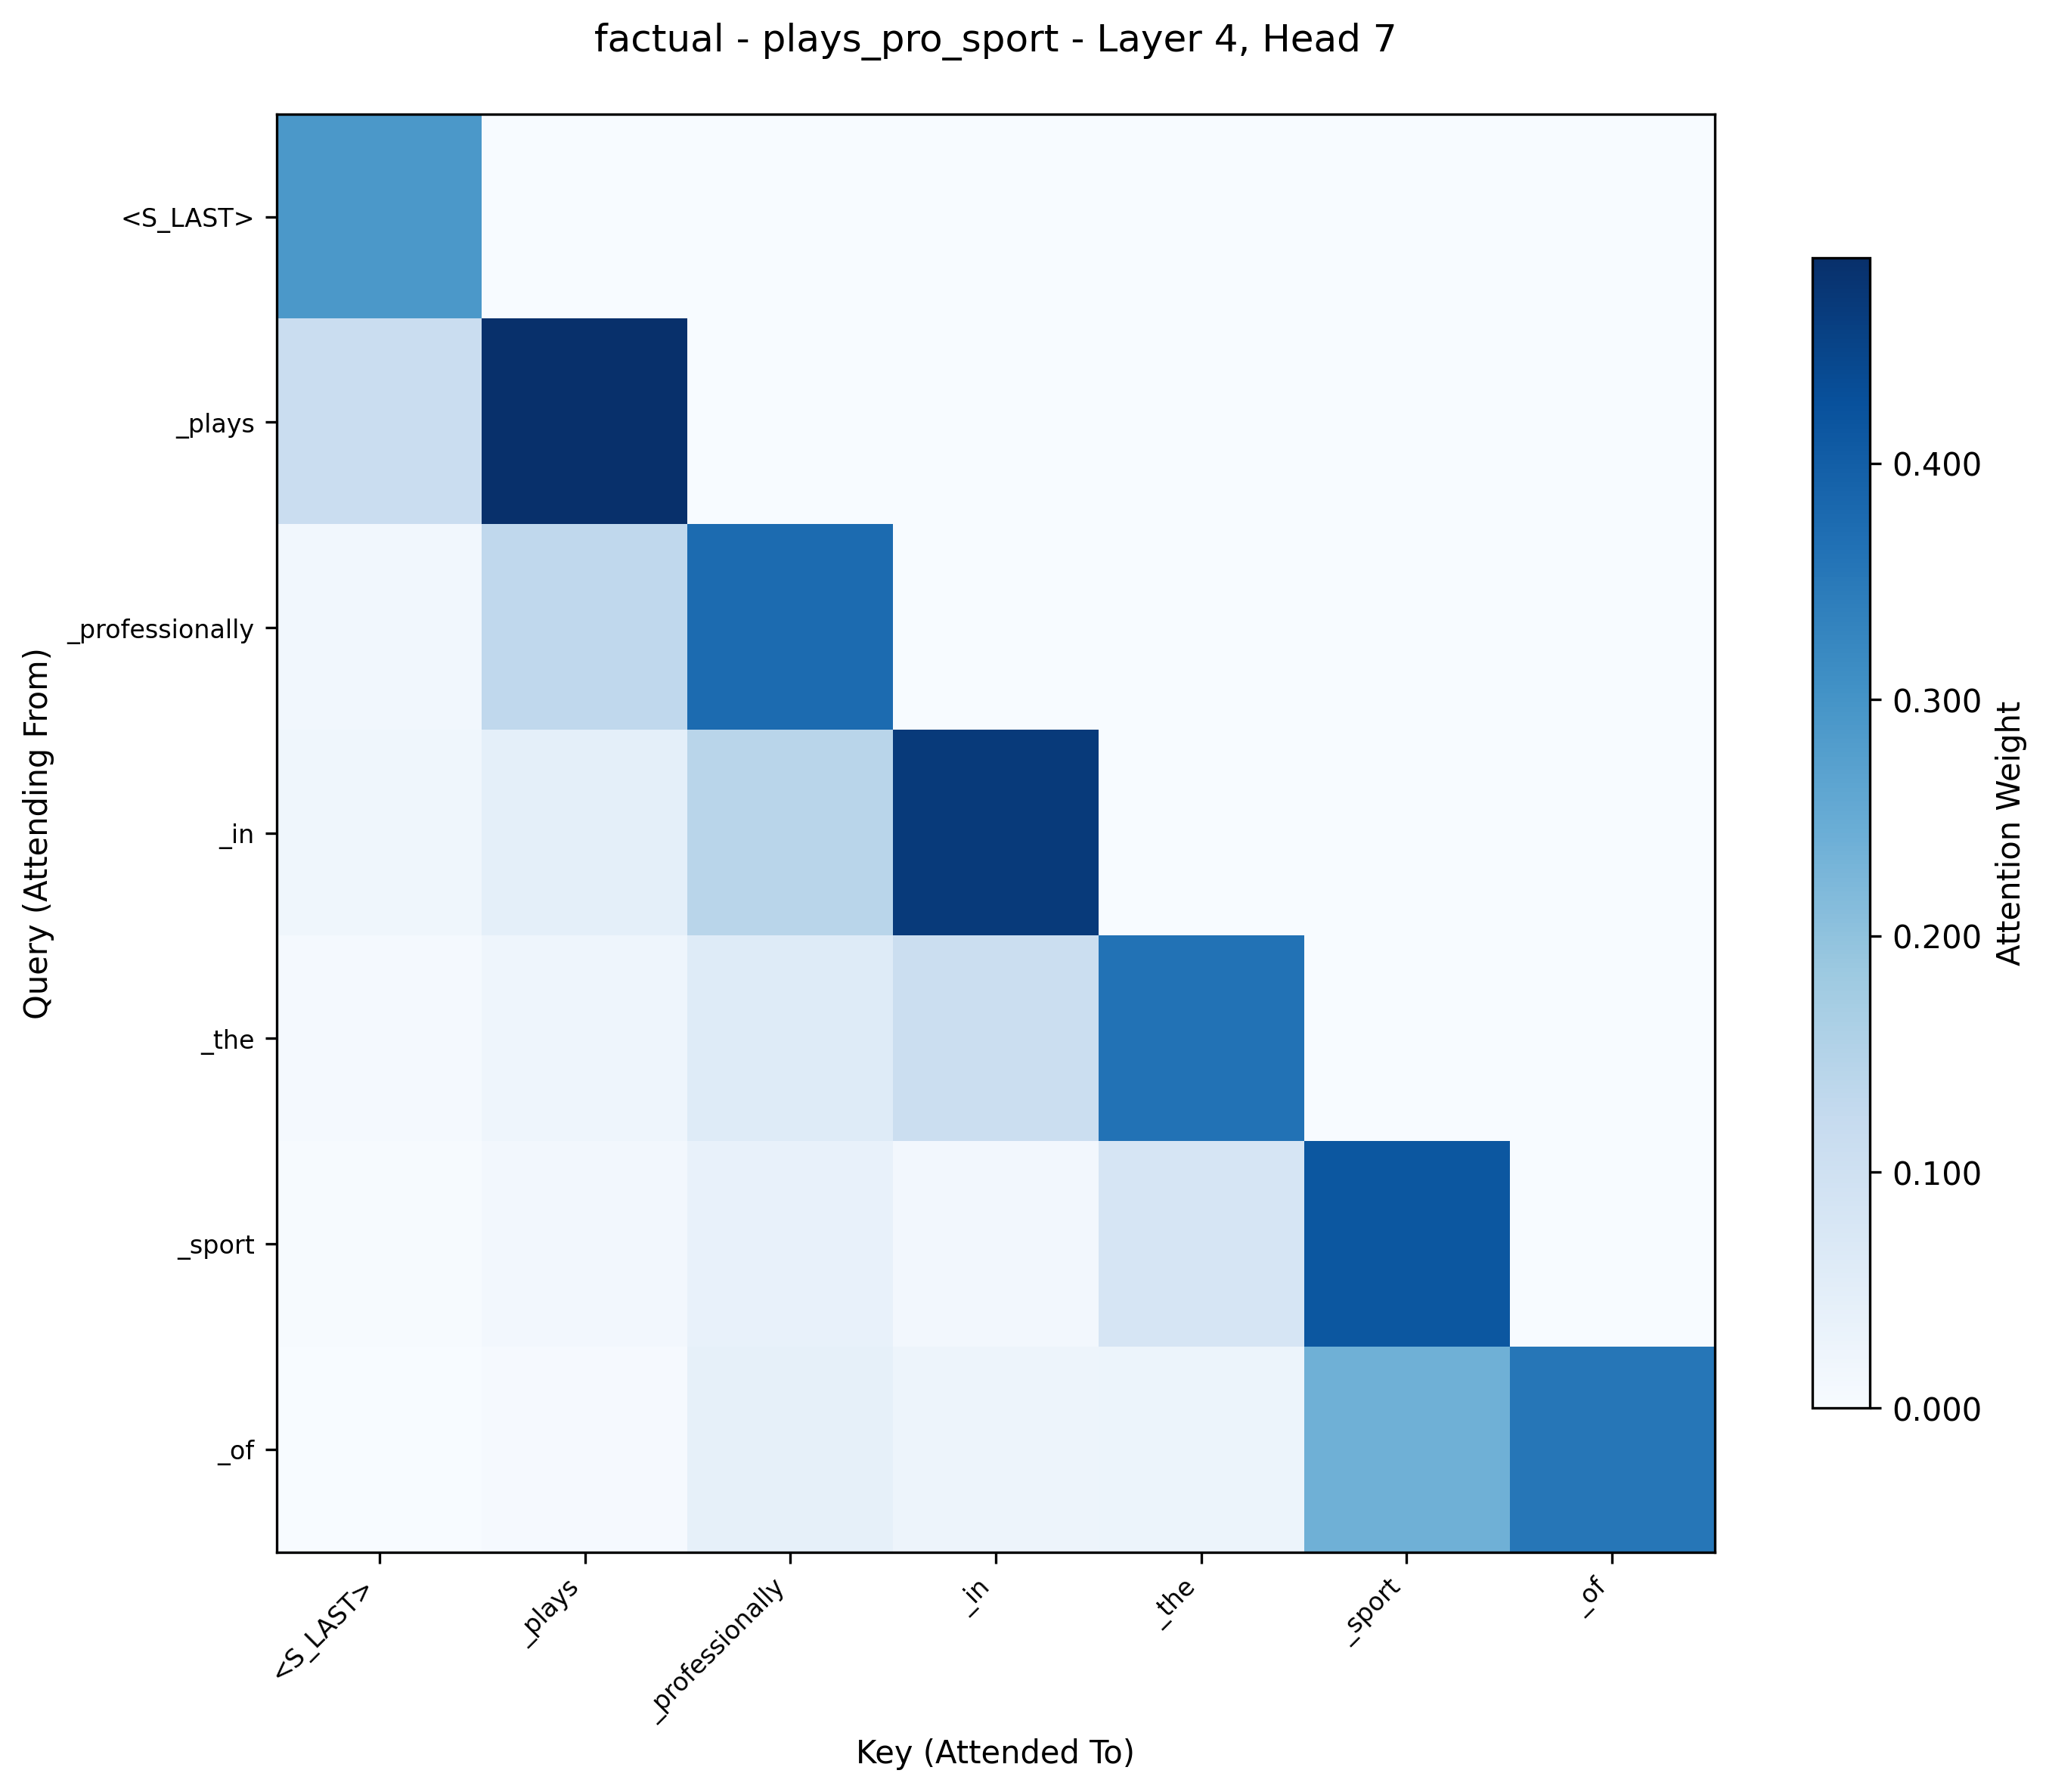 factual - plays_pro_sport - Layer 4, Head 7
Query (Attending From)
<S_LAST>
_plays
_professionally
_in
_the
_sport
_of
<S_LAST>
_plays
_professionally
_in
_the
_sport
_of
Key (Attended To)
0.400
0.300
0.200
0.100
0.000
Attention Weight